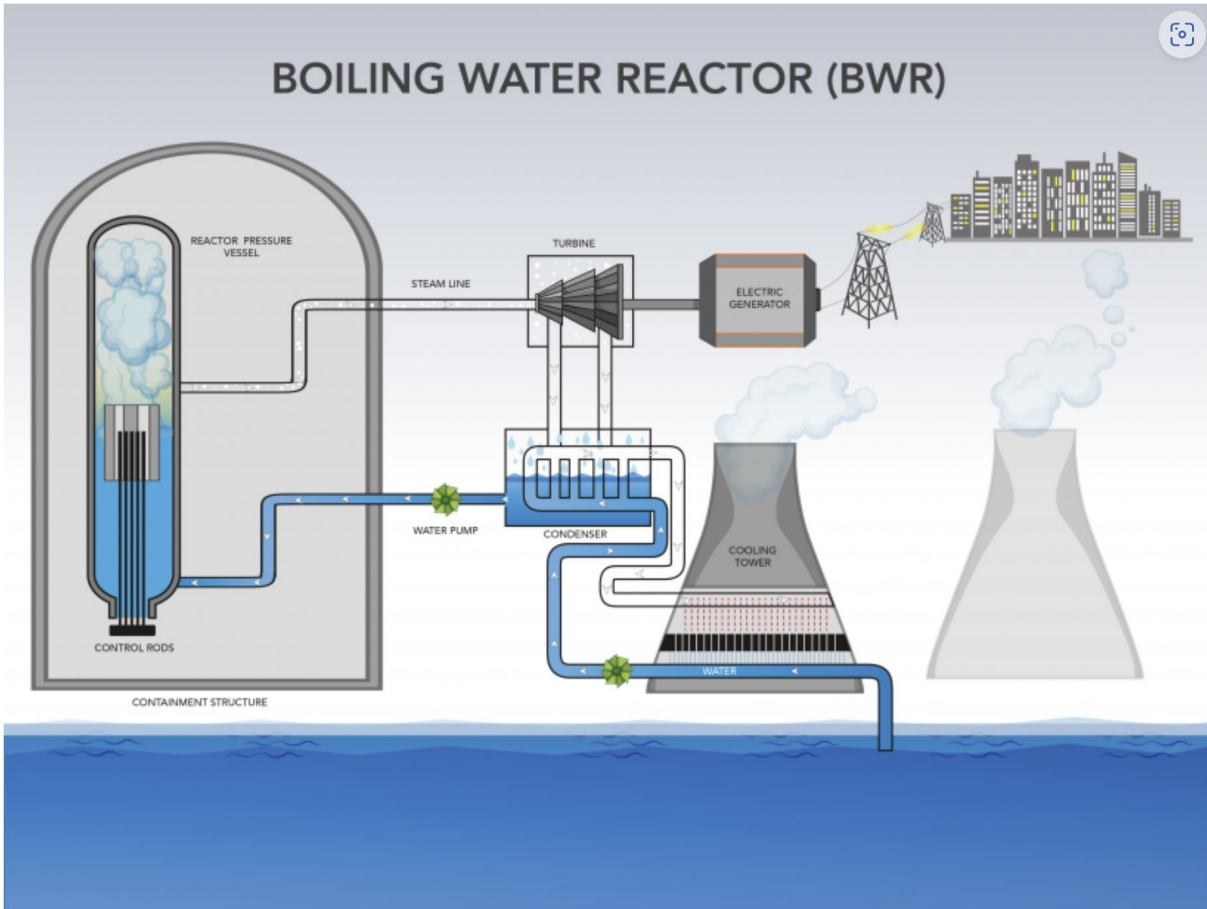 BOILING WATER REACTOR (BWR)
REACTOR PRESSURE
VESSEL
STEAM LINE
TURBINE
ELECTRIC
GENERATOR
WATER PUMP
CONDENSER
COOLING
TOWER
CONTROL RODS
WATER
CONTAINMENT STRUCTURE